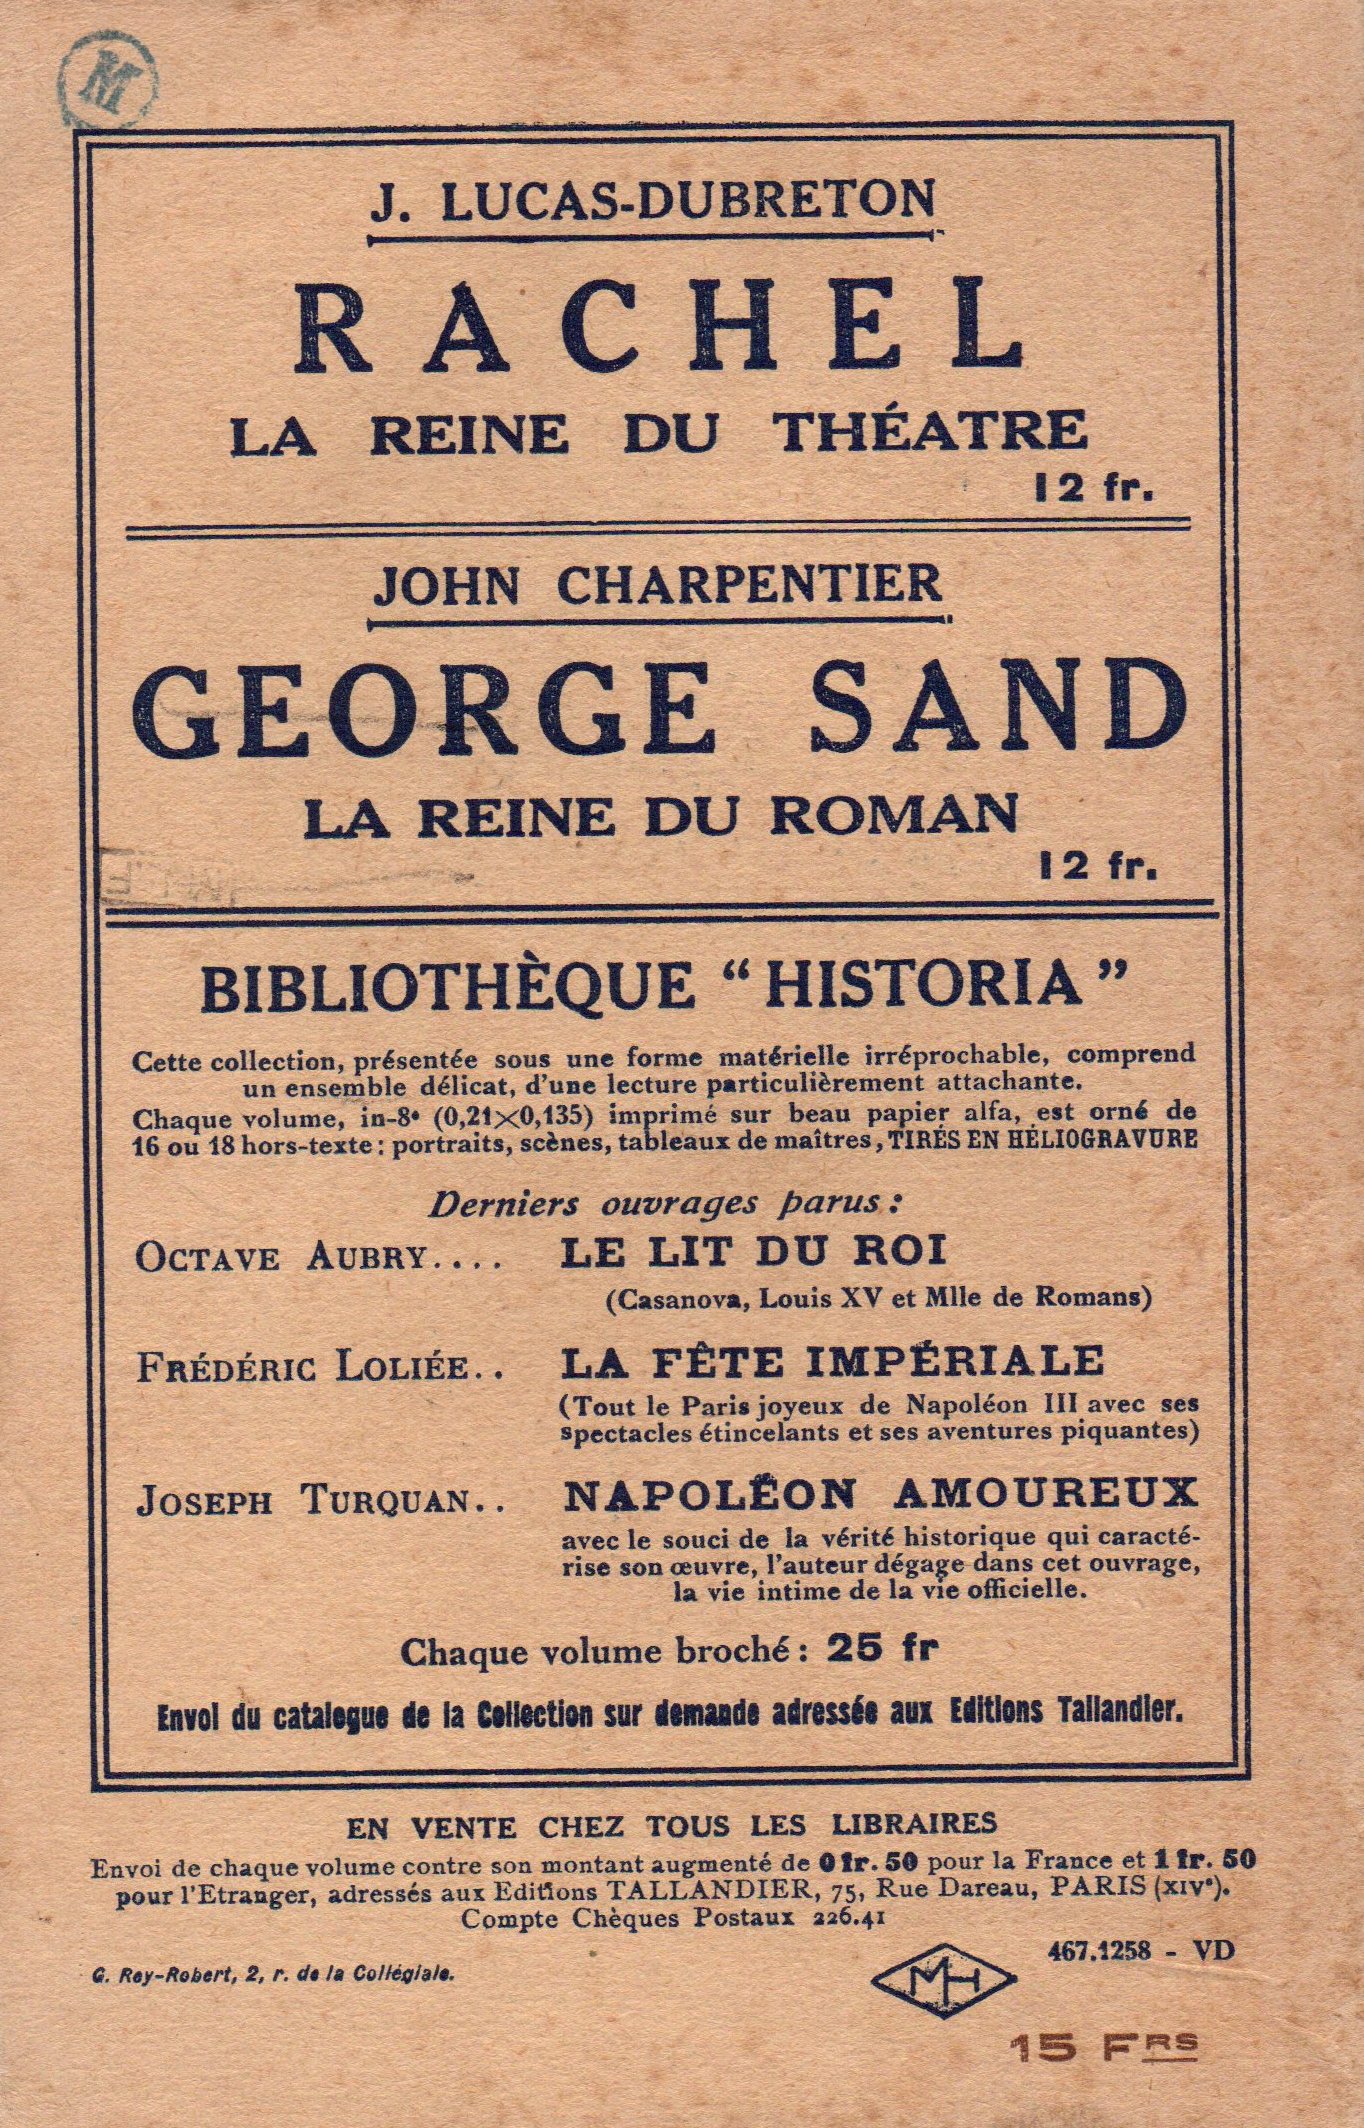 M
J. LUCAS-DUBRETON
RACHEL
LA REINE DU THÉATRE
12 fr.
JOHN CHARPENTIER
GEORGE SAND
LA REINE DU ROMAN
12 fr.
BIBLIOTHÈQUE “HISTORIA”
Cette collection, présentée sous une forme matérielle irréprochable, comprend
un ensemble délicat, d'une lecture particulièrement attachante.
Chaque volume, in-8° (0,21×0,135) imprimé sur beau papier alfa, est orné de
16 ou 18 hors-texte : portraits, scènes, tableaux de maîtres, TIRÉS EN HÉLIOGRAVURE
Derniers ouvrages parus :
OCTAVE AUBRY.... LE LIT DU ROI
(Casanova, Louis XV et Mlle de Romans)
FRÉDÉRIC LOLIÉE.. LA FÊTE IMPÉRIALE
(Tout le Paris joyeux de Napoléon III avec ses
spectacles étincelants et ses aventures piquantes)
JOSEPH TURQUAN.. NAPOLÉON AMOUREUX
avec le souci de la vérité historique qui caracté-
rise son œuvre, l'auteur dégage dans cet ouvrage,
la vie intime de la vie officielle.
Chaque volume broché : 25 fr
Envoi du catalogue de la Collection sur demande adressée aux Editions Tallandier.
EN VENTE CHEZ TOUS LES LIBRAIRES
Envoi de chaque volume contre son montant augmenté de 0 fr. 50 pour la France et 1 fr. 50
pour l'Etranger, adressés aux Editions TALLANDIER, 75, Rue Dareau, PARIS (XIVe).
Compte Chèques Postaux 226.41
467.1258 - VD
G. Rey-Robert, 2, r. de la Collégiale.
MH
15 FRS